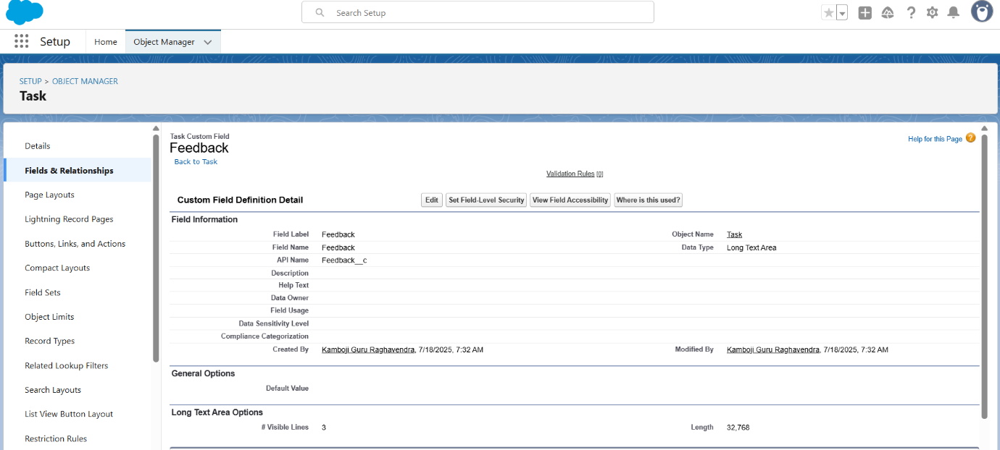 Search Setup
Setup Home Object Manager
SETUP > OBJECT MANAGER
Task
Details
Fields & Relationships
Page Layouts
Lightning Record Pages
Buttons, Links, and Actions
Compact Layouts
Field Sets
Object Limits
Record Types
Related Lookup Filters
Search Layouts
List View Button Layout
Restriction Rules
Task Custom Field
Feedback
Back to Task
Help for this Page ?
Validation Rules [0]
Custom Field Definition Detail Edit Set Field-Level Security View Field Accessibility Where is this used?
Field Information
Field Label Feedback Object Name Task
Field Name Feedback Data Type Long Text Area
API Name Feedback__c
Description
Help Text
Data Owner
Field Usage
Data Sensitivity Level
Compliance Categorization
Created By Kamboji Guru Raghavendra, 7/18/2025, 7:32 AM Modified By Kamboji Guru Raghavendra, 7/18/2025, 7:32 AM
General Options
Default Value
Long Text Area Options
# Visible Lines 3 Length 32,768